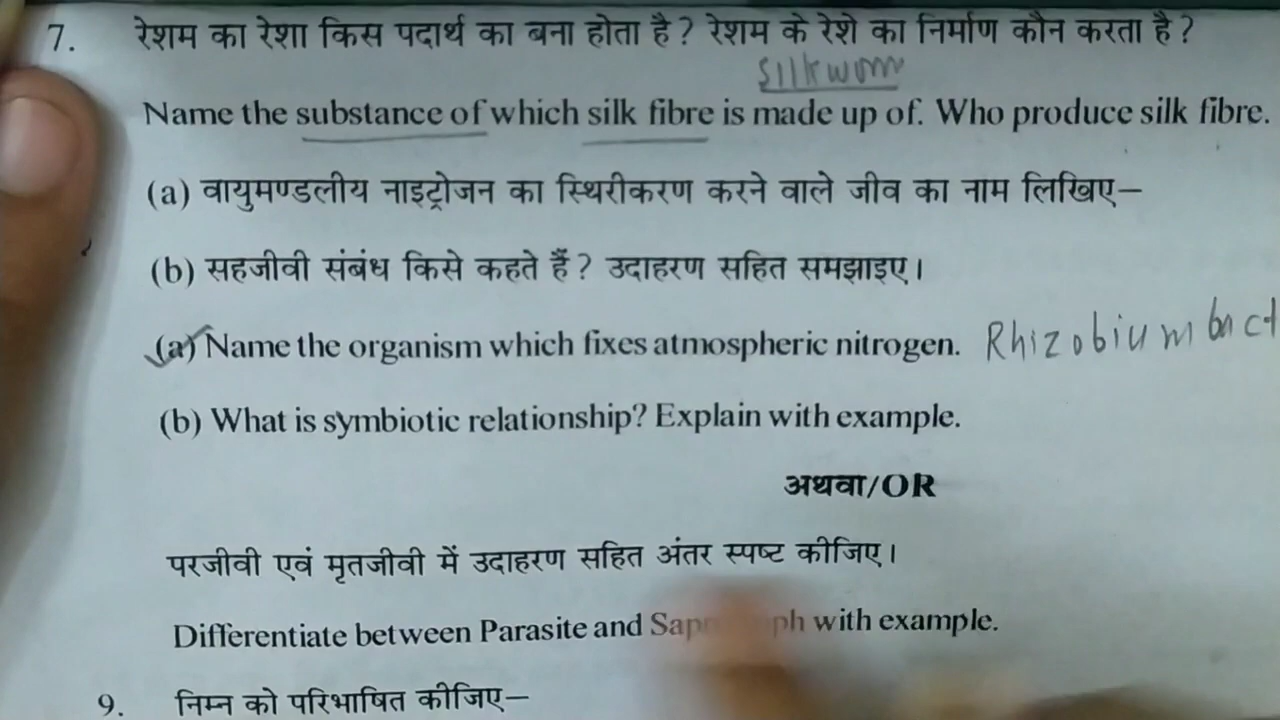 7. रेशम का रेशा किस पदार्थ का बना होता है? रेशम के रेशे का निर्माण कौन करता है?
silkwom
Name the substance of which silk fibre is made up of. Who produce silk fibre.
(a) वायुमण्डलीय नाइट्रोजन का स्थिरीकरण करने वाले जीव का नाम लिखिए–
(b) सहजीवी संबंध किसे कहते हैं? उदाहरण सहित समझाइए।
(a) Name the organism which fixes atmospheric nitrogen. Rhizobium bact
(b) What is symbiotic relationship? Explain with example.
अथवा/OR
परजीवी एवं मृतजीवी में उदाहरण सहित अंतर स्पष्ट कीजिए।
Differentiate between Parasite and with example.
9. निम्न को परिभाषित कीजिए–